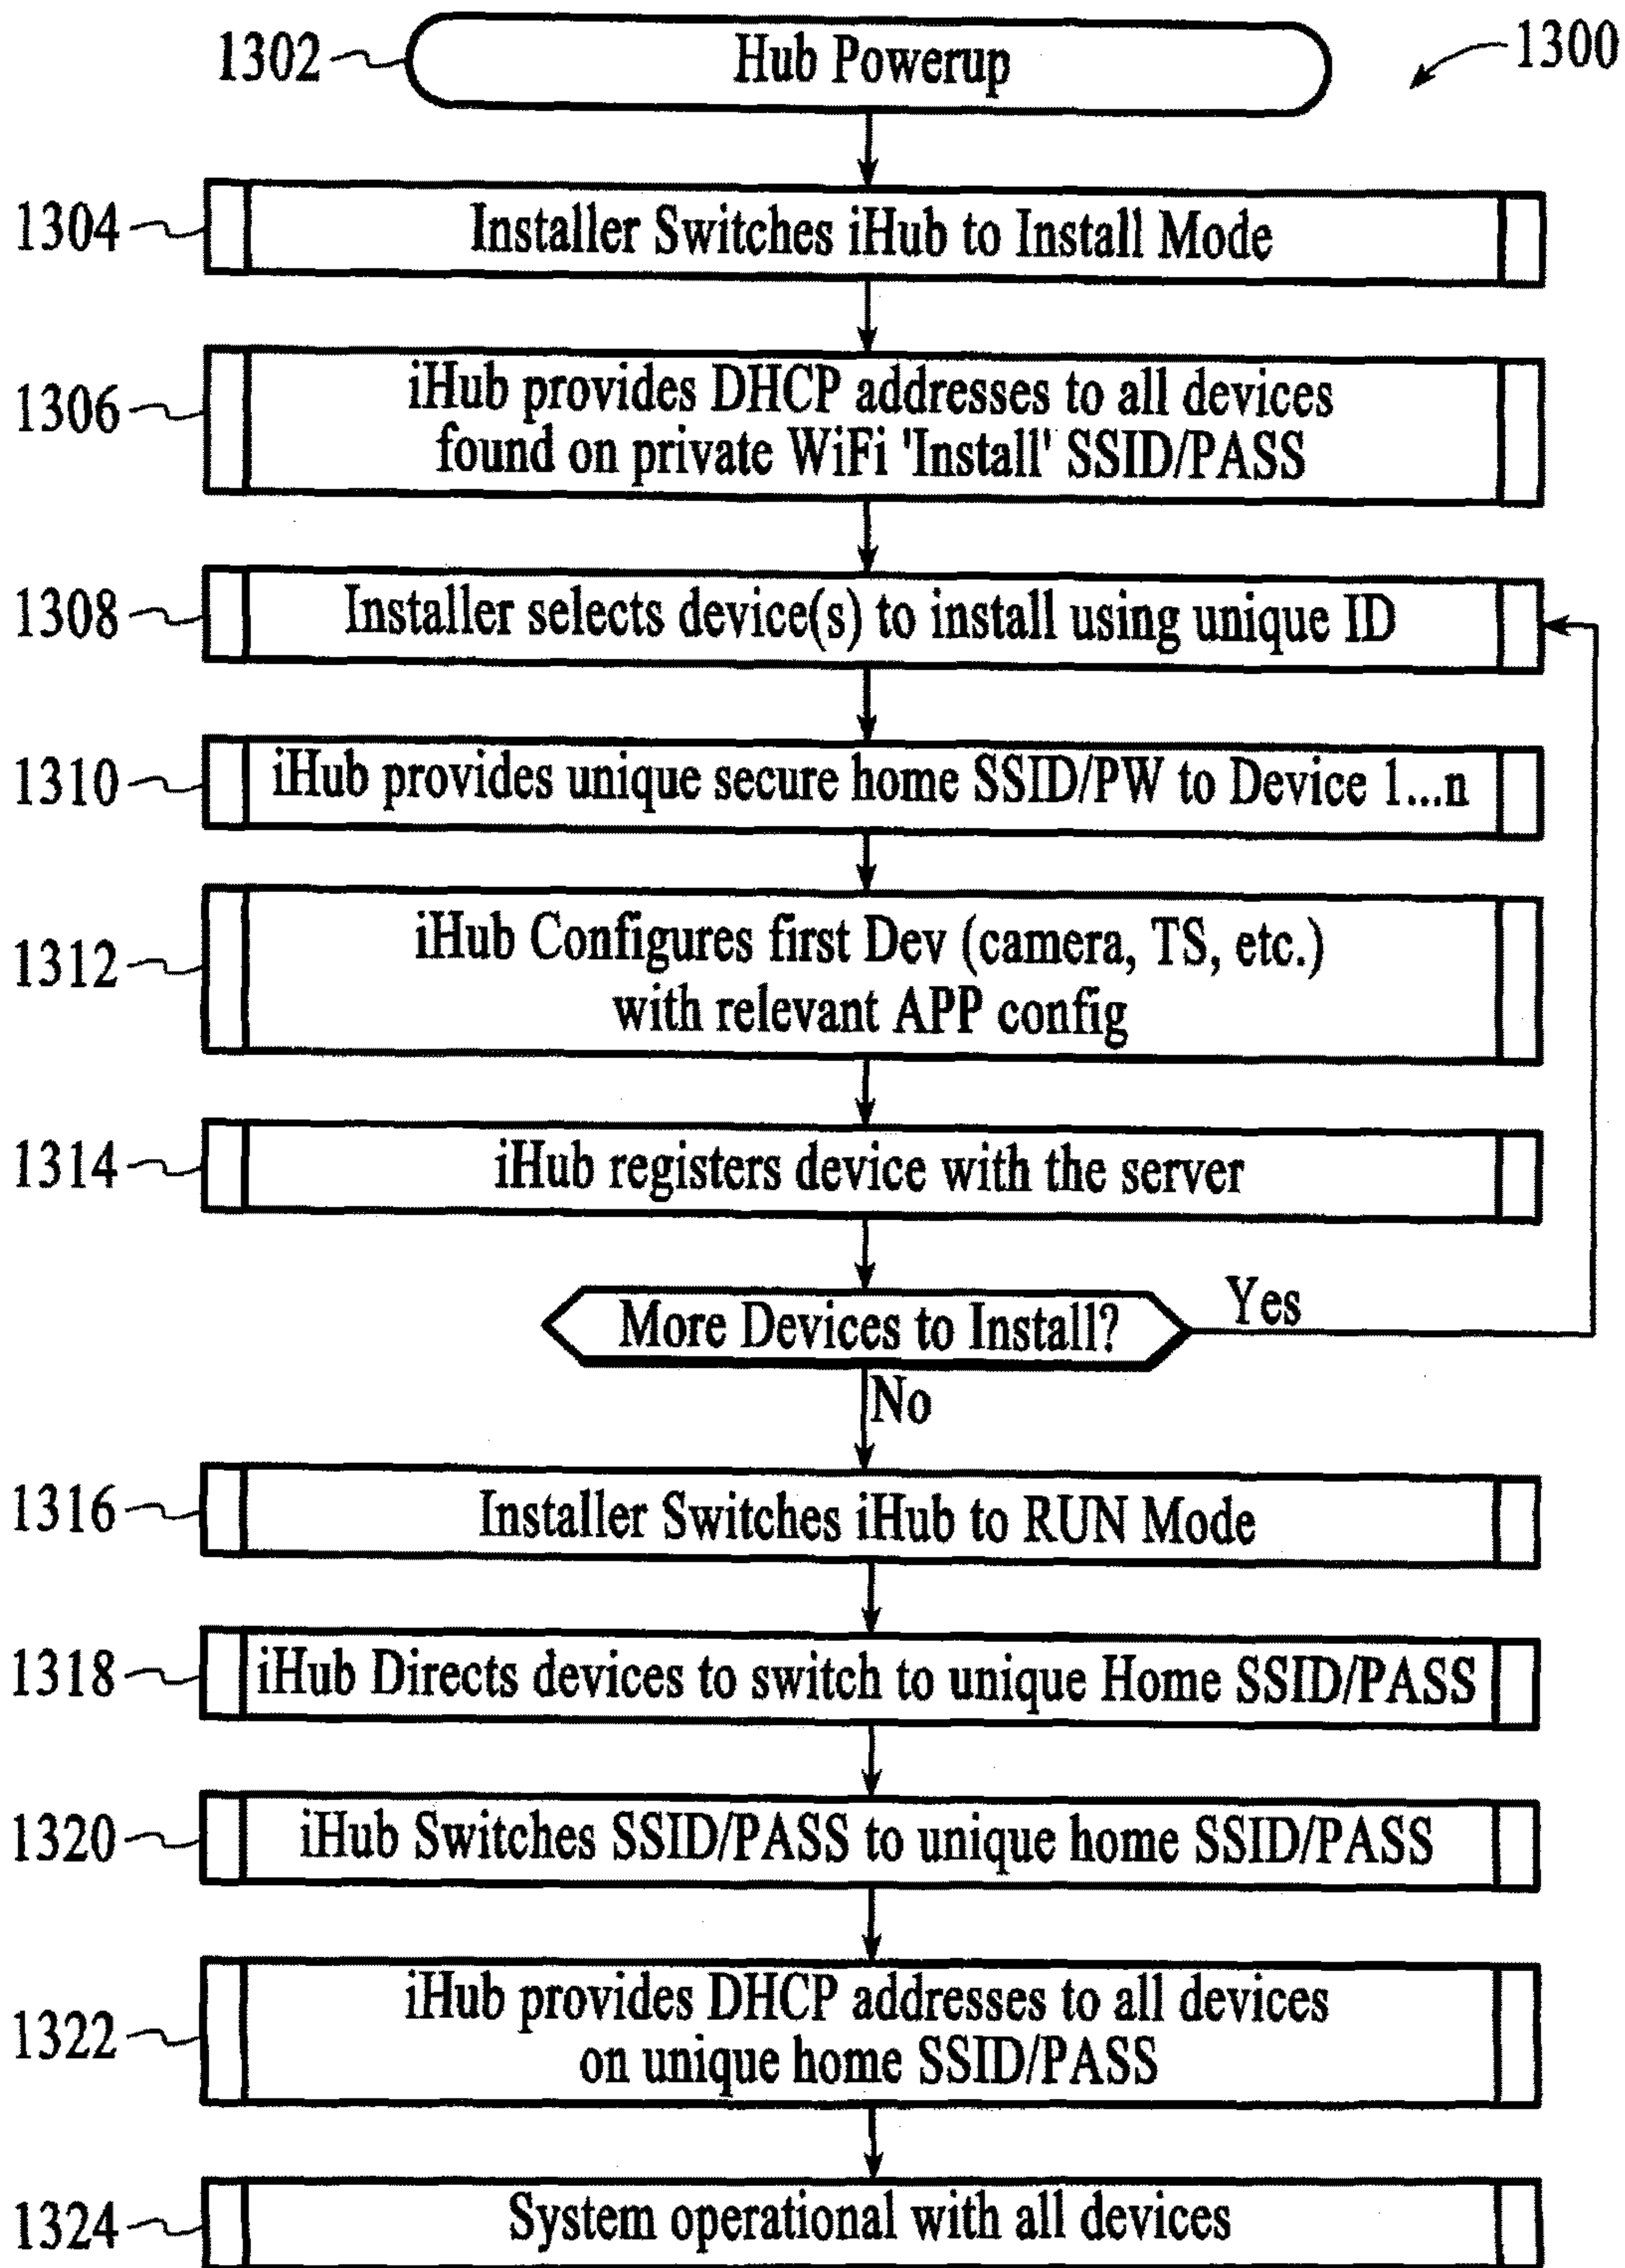 1302
Hub Powerup
1300
1304
Installer Switches iHub to Install Mode
1306
iHub provides DHCP addresses to all devices
found on private WiFi 'Install' SSID/PASS
1308
Installer selects device(s) to install using unique ID
1310
iHub provides unique secure home SSID/PW to Device 1...n
1312
iHub Configures first Dev (camera, TS, etc.)
with relevant APP config
1314
iHub registers device with the server
More Devices to Install?
Yes
No
1316
Installer Switches iHub to RUN Mode
1318
iHub Directs devices to switch to unique Home SSID/PASS
1320
iHub Switches SSID/PASS to unique home SSID/PASS
1322
iHub provides DHCP addresses to all devices
on unique home SSID/PASS
1324
System operational with all devices